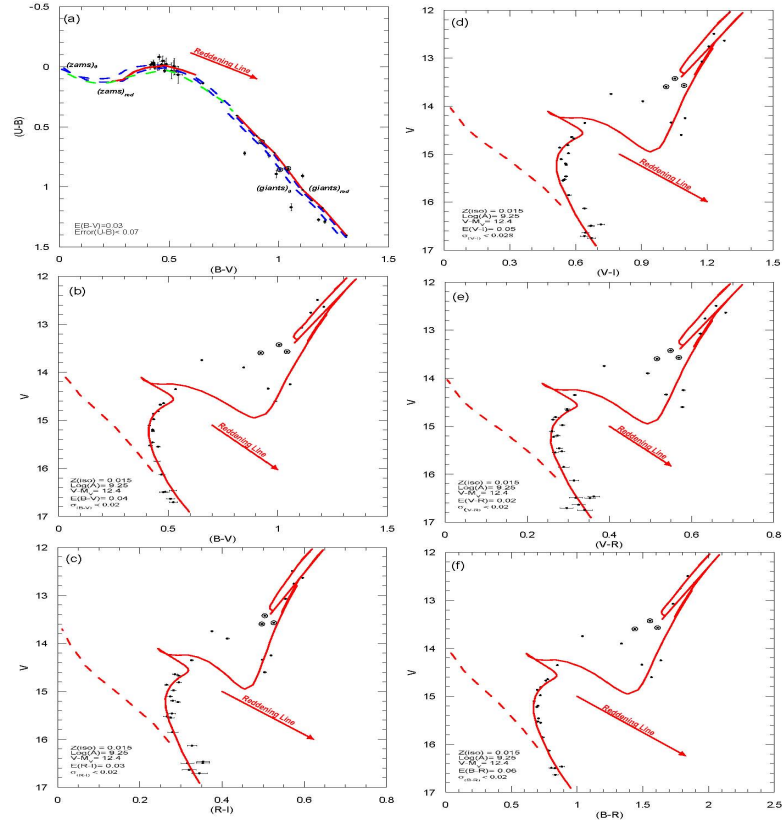 (a)
-0.5
0
0.5
1
1.5
(U-B)
(zams)a
(zams)red
Reddening Line
(giants)a
(giants)red
E(B-V)=0.03
Error(U-B)< 0.07
0 0.5 1 1.5
(B-V)
(d)
12
13
14
15
16
17
V
Reddening Line
Z(iso) = 0.015
Log(A) = 9.25
V-Mv= 12.4
E(V-I) = 0.05
σ(V-I) < 0.028
0 0.4 0.8 1.2 1.6
(V-I)
(b)
12
13
14
15
16
17
V
Reddening Line
Z(iso) = 0.015
Log(A) = 9.25
V-Mv= 12.4
E(B-V) = 0.04
σ(B-V) < 0.02
0 0.5 1 1.5
(B-V)
(e)
12
13
14
15
16
17
V
Reddening Line
Z(iso) = 0.015
Log(A) = 9.25
V-Mv= 12.4
E(V-R) = 0.02
σ(V-R) < 0.02
0 0.2 0.4 0.6 0.8
(V-R)
(c)
12
13
14
15
16
17
V
Reddening Line
Z(iso) = 0.015
Log(A) = 9.25
V-Mv= 12.4
E(R-I) = 0.03
σ(R-I) < 0.02
0 0.2 0.4 0.6 0.8
(R-I)
(f)
12
13
14
15
16
17
V
Reddening Line
Z(iso) = 0.015
Log(A) = 9.25
V-Mv= 12.4
E(B-R) = 0.06
σ(B-R) < 0.02
0 0.5 1 1.5 2 2.5
(B-R)